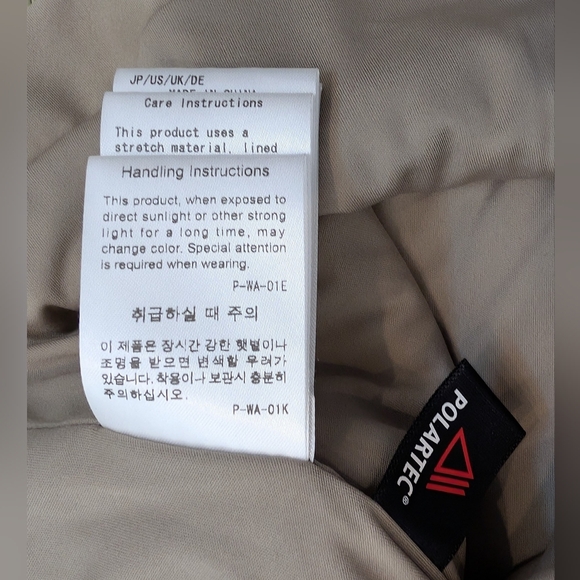 JP/US/UK/DE
MADE IN CHINA
Care Instructions
This product uses a
stretch material, lined
Handling Instructions
This product, when exposed to
direct sunlight or other strong
light for a long time, may
change color. Special attention
is required when wearing.
P-WA-01E
취급하실 때 주의
이 제품은 장시간 강한 햇볕이나
조명을 받으면 변색할 우려가
있습니다. 착용이나 보관시 충분히
주의하십시오.
P-WA-01K
POLARTEC®